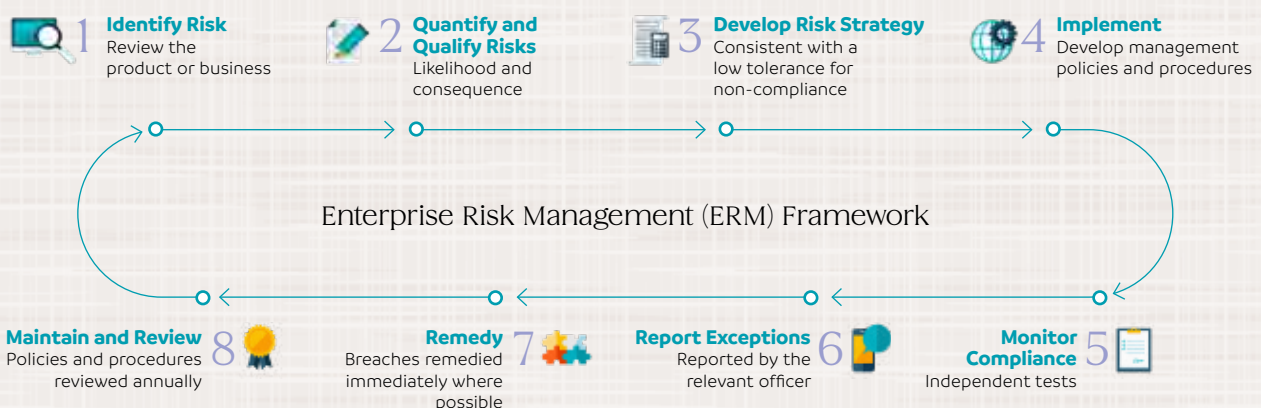 1
Identify Risk
Review the
product or business
2
Quantify and
Qualify Risks
Likelihood and
consequence
3
Develop Risk Strategy
Consistent with a
low tolerance for
non-compliance
4
Implement
Develop management
policies and procedures
Enterprise Risk Management (ERM) Framework
Monitor
Compliance
Independent tests
5
Report Exceptions
Reported by the
relevant officer
6
Remedy
Breaches remedied
immediately where
possible
7
Maintain and Review
Policies and procedures
reviewed annually
8